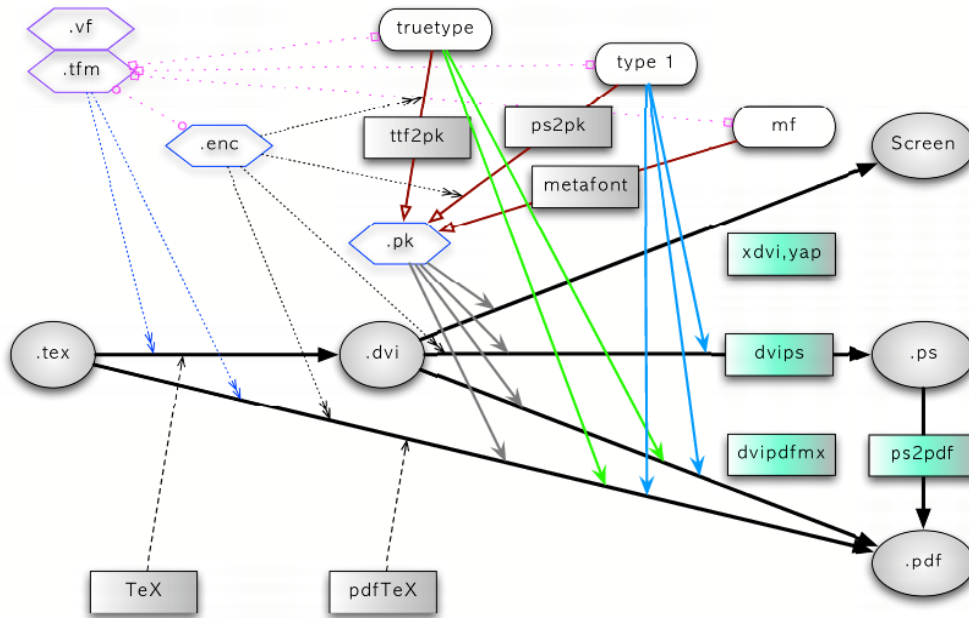 .vf
truetype
.tfm
type 1
ttf2pk
ps2pk
mf
.enc
Screen
metafont
.pk
xdvi,yap
.tex
.dvi
dvips
.ps
dvipdfmx
ps2pdf
.pdf
TeX
pdfTeX